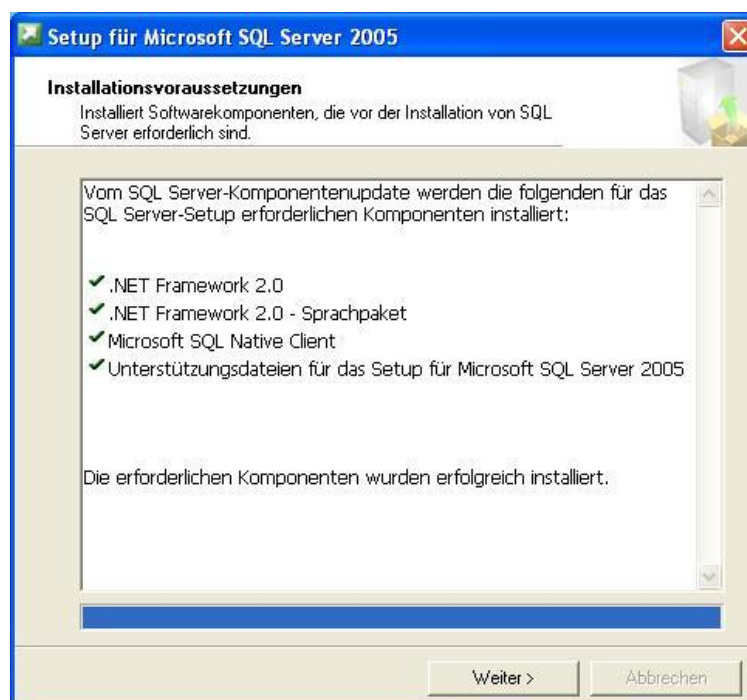 Setup für Microsoft SQL Server 2005
Installationsvoraussetzungen
Installiert Softwarekomponenten, die vor der Installation von SQL
Server erforderlich sind.
Vom SQL Server-Komponentenupdate werden die folgenden für das
SQL Server-Setup erforderlichen Komponenten installiert:
.NET Framework 2.0
.NET Framework 2.0 - Sprachpaket
Microsoft SQL Native Client
Unterstützungsdateien für das Setup für Microsoft SQL Server 2005
Die erforderlichen Komponenten wurden erfolgreich installiert.
Weiter >
Abbrechen